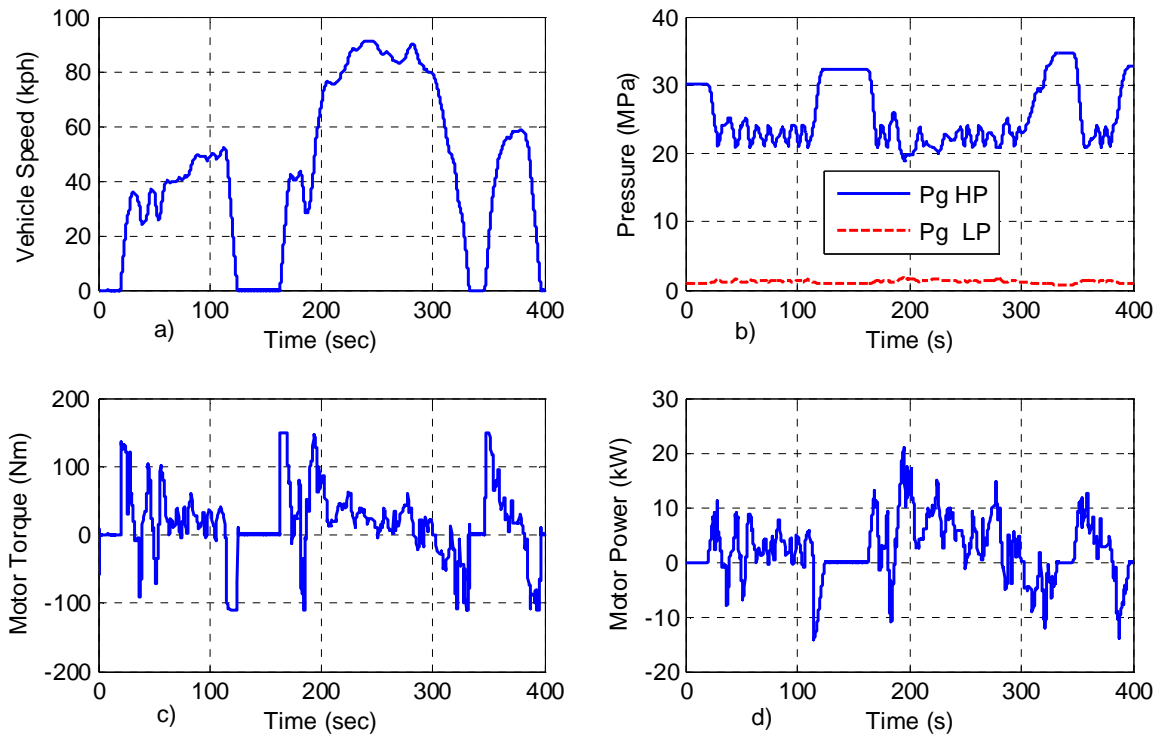 100
80
60
40
20
0
Vehicle Speed (kph)
0 100 200 300 400
a) Time (sec)
40
30
20
10
0
Pressure (MPa)
Pg HP
Pg LP
0 100 200 300 400
b) Time (s)
200
100
0
-100
-200
Motor Torque (Nm)
0 100 200 300 400
c) Time (sec)
30
20
10
0
-10
-20
Motor Power (kW)
0 100 200 300 400
d) Time (s)